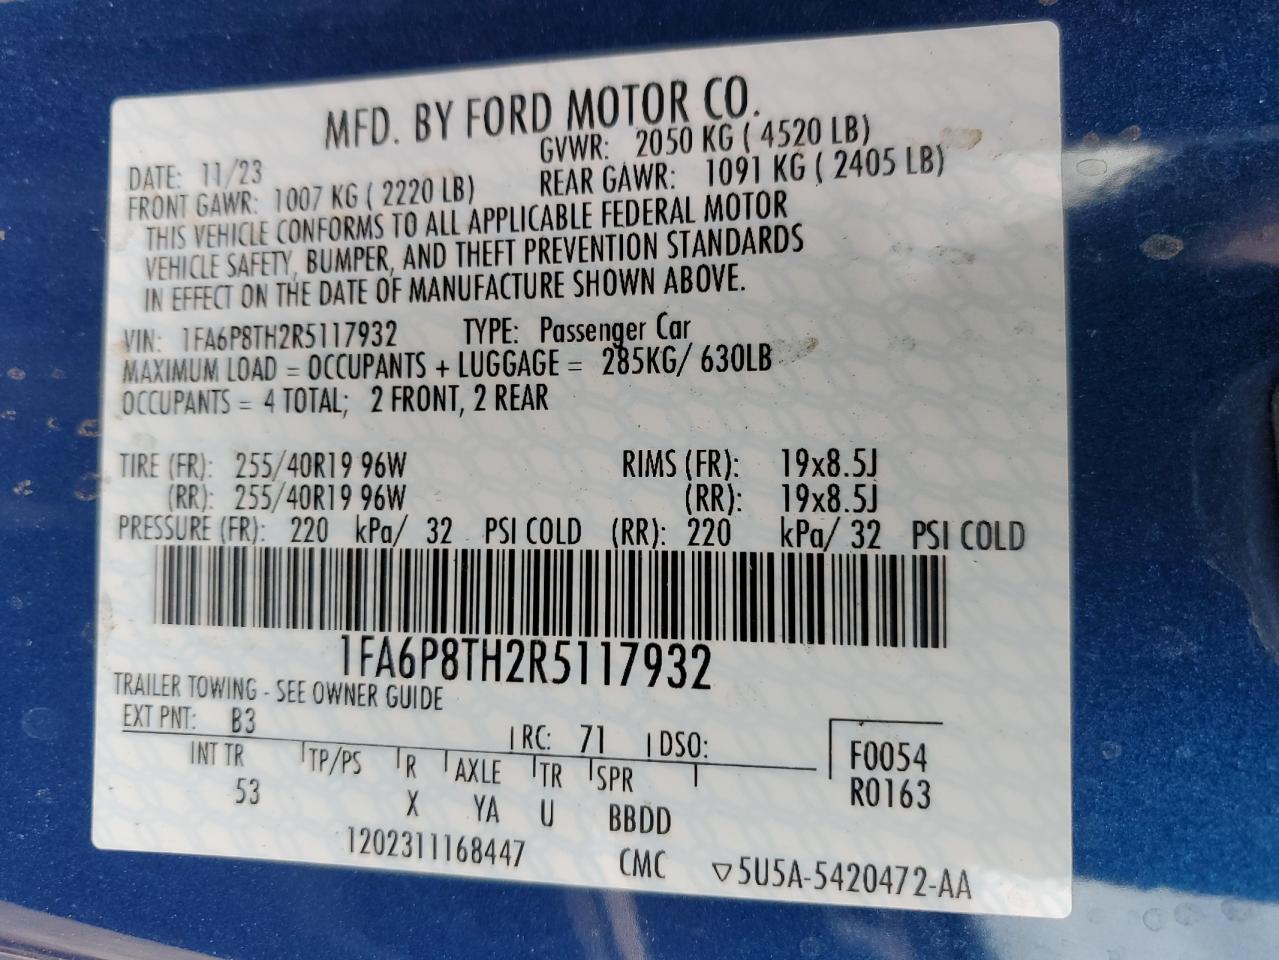 MFD. BY FORD MOTOR CO.
DATE: 11/23 GVWR: 2050 KG ( 4520 LB)
FRONT GAWR: 1007 KG ( 2220 LB) REAR GAWR: 1091 KG ( 2405 LB)
THIS VEHICLE CONFORMS TO ALL APPLICABLE FEDERAL MOTOR
VEHICLE SAFETY, BUMPER, AND THEFT PREVENTION STANDARDS
IN EFFECT ON THE DATE OF MANUFACTURE SHOWN ABOVE.
VIN: 1FA6P8TH2R5117932 TYPE: Passenger Car
MAXIMUM LOAD = OCCUPANTS + LUGGAGE = 285KG/ 630LB
OCCUPANTS = 4 TOTAL; 2 FRONT, 2 REAR
TIRE (FR): 255/40R19 96W RIMS (FR): 19x8.5J
(RR): 255/40R19 96W (RR): 19x8.5J
PRESSURE (FR): 220 kPa/ 32 PSI COLD (RR): 220 kPa/ 32 PSI COLD
1FA6P8TH2R5117932
TRAILER TOWING - SEE OWNER GUIDE
EXT PNT: B3 RC: 71 DSO:
INT TR TP/PS R AXLE TR SPR F0054
53 X YA U BBDD R0163
1202311168447 CMC ▽5U5A-5420472-AA